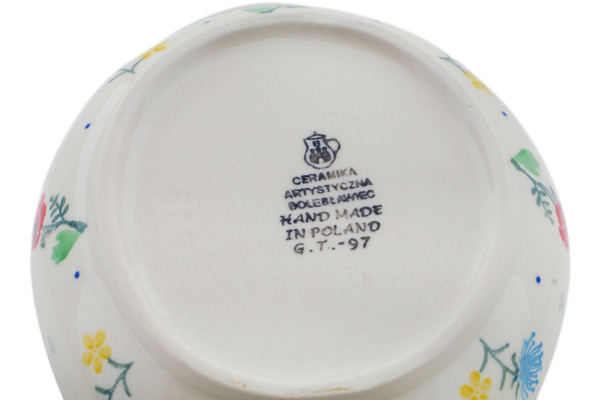 CERAMIKA
ARTYSTYCZNA
BOLESŁAWIEC
HAND MADE
IN POLAND
G.T.-97